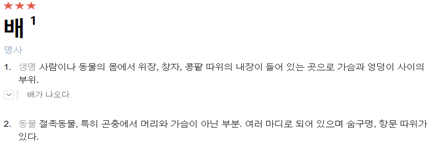 ★★★
배 1
명사
1. 생명 사람이나 동물의 몸에서 위장, 창자, 콩팥 따위의 내장이 들어 있는 곳으로 가슴과 엉덩이 사이의
부위.
배가 나오다.
2. 동물 절족동물, 특히 곤충에서 머리와 가슴이 아닌 부분. 여러 마디로 되어 있으며 숨구멍, 항문 따위가
있다.